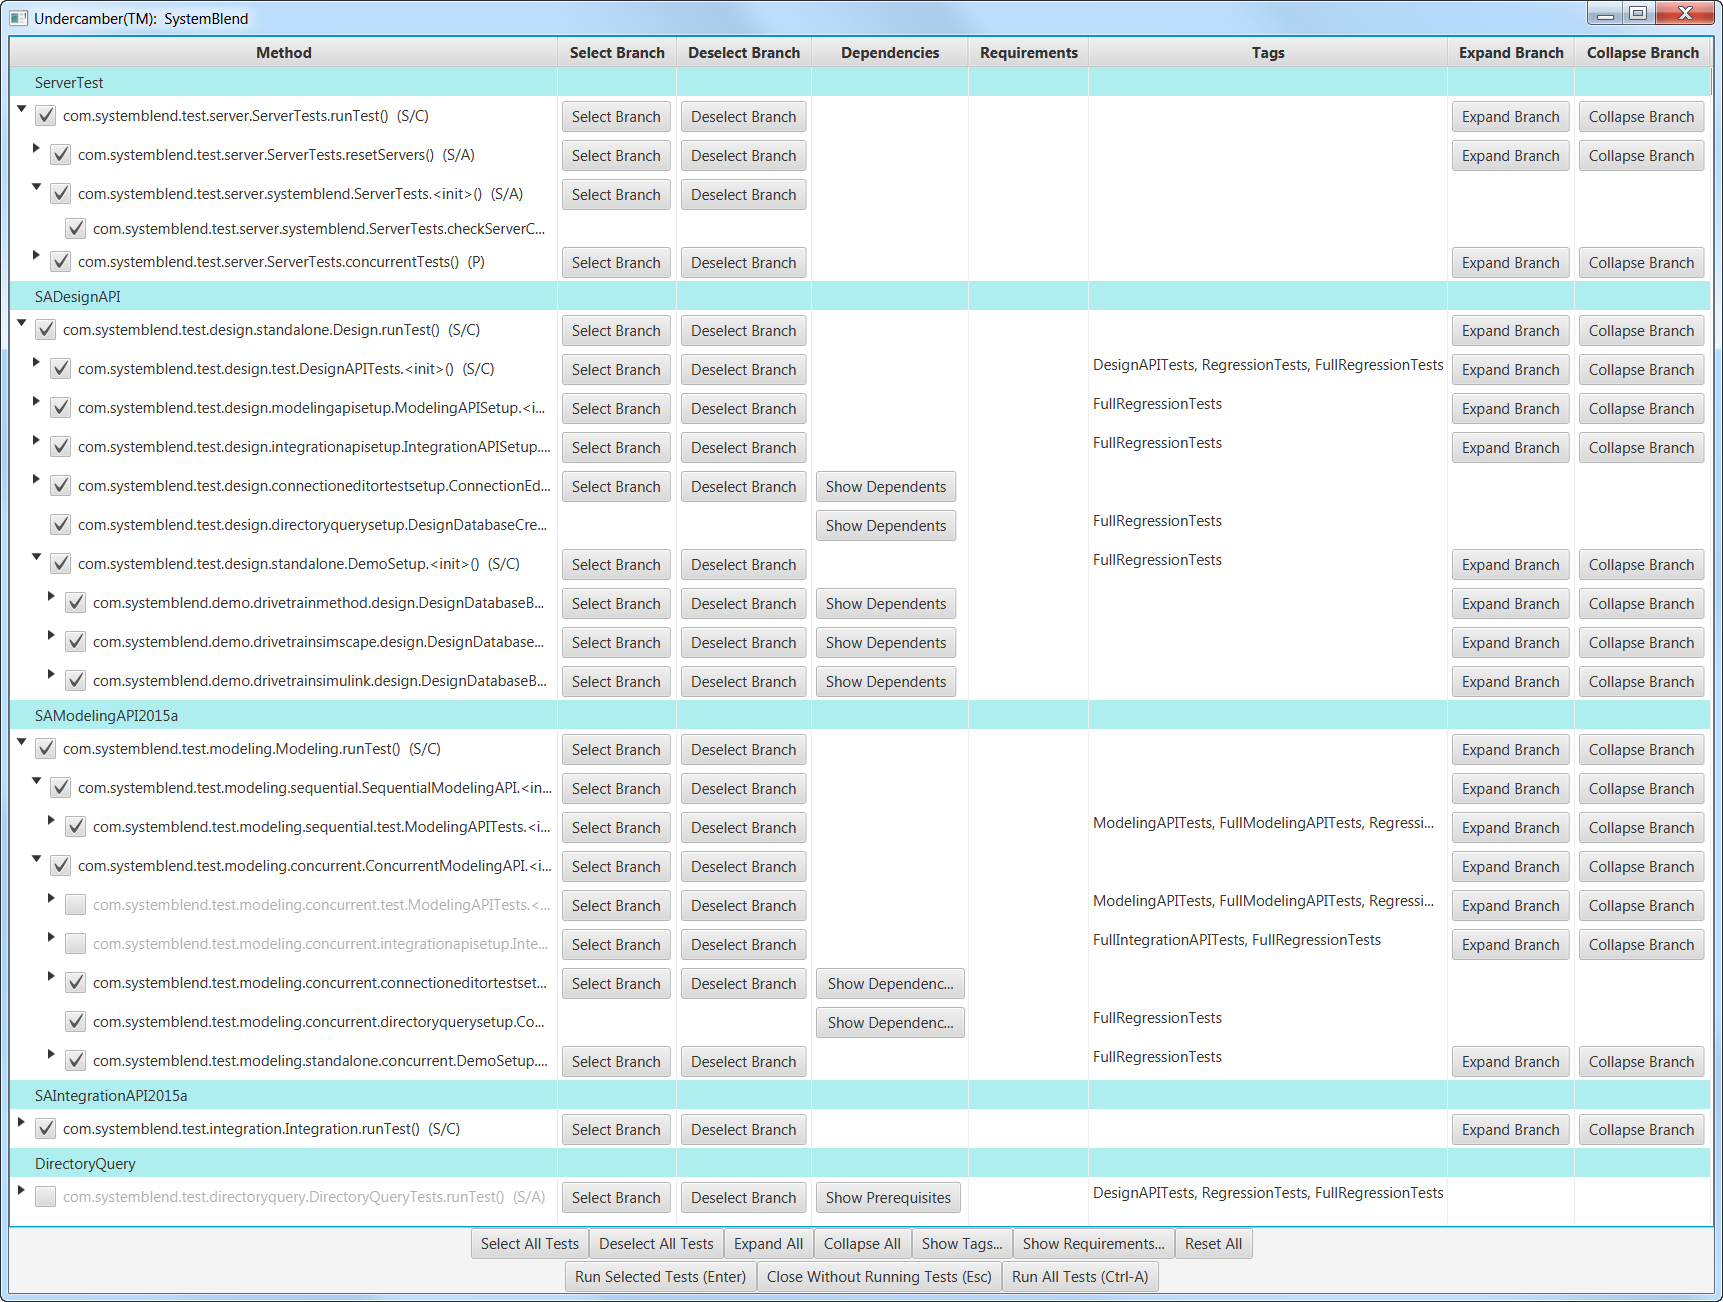 Undercamber(TM):  SystemBlend
Method Select Branch Deselect Branch Dependencies Requirements Tags Expand Branch Collapse Branch
ServerTest
com.systemblend.test.server.ServerTests.runTest()  (S/C) Select Branch Deselect Branch Expand Branch Collapse Branch
com.systemblend.test.server.ServerTests.resetServers()  (S/A) Select Branch Deselect Branch Expand Branch Collapse Branch
com.systemblend.test.server.systemblend.ServerTests.<init>()  (S/A) Select Branch Deselect Branch
com.systemblend.test.server.systemblend.ServerTests.checkServerC...
com.systemblend.test.server.ServerTests.concurrentTests()  (P) Select Branch Deselect Branch Expand Branch Collapse Branch
SADesignAPI
com.systemblend.test.design.standalone.Design.runTest()  (S/C) Select Branch Deselect Branch Expand Branch Collapse Branch
com.systemblend.test.design.test.DesignAPITests.<init>()  (S/C) Select Branch Deselect Branch DesignAPITests, RegressionTests, FullRegressionTests Expand Branch Collapse Branch
com.systemblend.test.design.modelingapisetup.ModelingAPISetup.<i... Select Branch Deselect Branch FullRegressionTests Expand Branch Collapse Branch
com.systemblend.test.design.integrationapisetup.IntegrationAPISetup.... Select Branch Deselect Branch FullRegressionTests Expand Branch Collapse Branch
com.systemblend.test.design.connectioneditortestsetup.ConnectionEd... Select Branch Deselect Branch Show Dependents
com.systemblend.test.design.directoryquerysetup.DesignDatabaseCre... Show Dependents FullRegressionTests
com.systemblend.test.design.standalone.DemoSetup.<init>()  (S/C) Select Branch Deselect Branch FullRegressionTests Expand Branch Collapse Branch
com.systemblend.demo.drivetrainmethod.design.DesignDatabaseB... Select Branch Deselect Branch Show Dependents Expand Branch Collapse Branch
com.systemblend.demo.drivetrainsimscape.design.DesignDatabase... Select Branch Deselect Branch Show Dependents Expand Branch Collapse Branch
com.systemblend.demo.drivetrainsimulink.design.DesignDatabaseB... Select Branch Deselect Branch Show Dependents Expand Branch Collapse Branch
SAModelingAPI2015a
com.systemblend.test.modeling.Modeling.runTest()  (S/C) Select Branch Deselect Branch Expand Branch Collapse Branch
com.systemblend.test.modeling.sequential.SequentialModelingAPI.<in... Select Branch Deselect Branch Expand Branch Collapse Branch
com.systemblend.test.modeling.sequential.test.ModelingAPITests.<i... Select Branch Deselect Branch ModelingAPITests, FullModelingAPITests, Regressi... Expand Branch Collapse Branch
com.systemblend.test.modeling.concurrent.ConcurrentModelingAPI.<i... Select Branch Deselect Branch Expand Branch Collapse Branch
com.systemblend.test.modeling.concurrent.test.ModelingAPITests.<... Select Branch Deselect Branch ModelingAPITests, FullModelingAPITests, Regressi... Expand Branch Collapse Branch
com.systemblend.test.modeling.concurrent.integrationapisetup.Inte... Select Branch Deselect Branch FullIntegrationAPITests, FullRegressionTests Expand Branch Collapse Branch
com.systemblend.test.modeling.concurrent.connectioneditortestset... Select Branch Deselect Branch Show Dependenc...
com.systemblend.test.modeling.concurrent.directoryquerysetup.Co... Show Dependenc... FullRegressionTests
com.systemblend.test.modeling.standalone.concurrent.DemoSetup.... Select Branch Deselect Branch FullRegressionTests Expand Branch Collapse Branch
SAIntegrationAPI2015a
com.systemblend.test.integration.Integration.runTest()  (S/C) Select Branch Deselect Branch Expand Branch Collapse Branch
DirectoryQuery
com.systemblend.test.directoryquery.DirectoryQueryTests.runTest()  (S/A) Select Branch Deselect Branch Show Prerequisites DesignAPITests, RegressionTests, FullRegressionTests
Select All Tests Deselect All Tests Expand All Collapse All Show Tags... Show Requirements... Reset All
Run Selected Tests (Enter) Close Without Running Tests (Esc) Run All Tests (Ctrl-A)